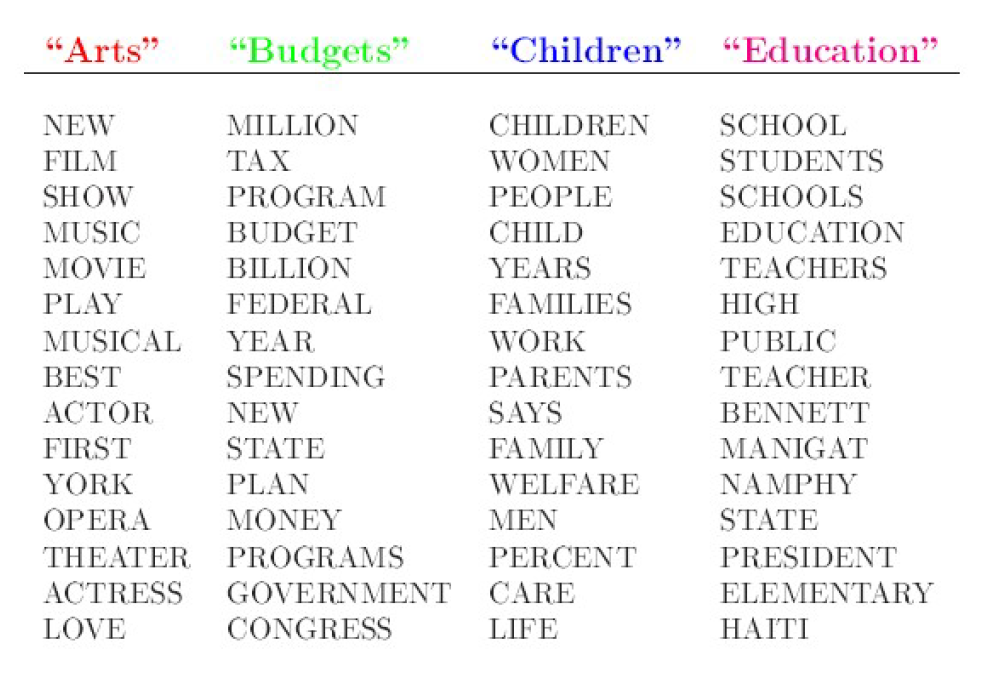 “Arts” “Budgets” “Children” “Education”
NEW MILLION CHILDREN SCHOOL
FILM TAX WOMEN STUDENTS
SHOW PROGRAM PEOPLE SCHOOLS
MUSIC BUDGET CHILD EDUCATION
MOVIE BILLION YEARS TEACHERS
PLAY FEDERAL FAMILIES HIGH
MUSICAL YEAR WORK PUBLIC
BEST SPENDING PARENTS TEACHER
ACTOR NEW SAYS BENNETT
FIRST STATE FAMILY MANIGAT
YORK PLAN WELFARE NAMPHY
OPERA MONEY MEN STATE
THEATER PROGRAMS PERCENT PRESIDENT
ACTRESS GOVERNMENT CARE ELEMENTARY
LOVE CONGRESS LIFE HAITI